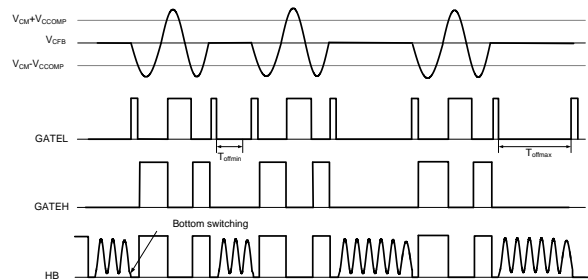 VCM+VCCOMP
VCFB
VCM-VCCOMP
GATEL
Toffmin
Toffmax
GATEH
Bottom switching
HB